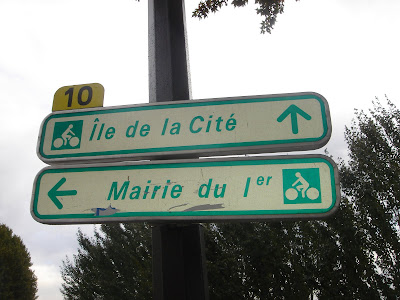 10
Île de la Cité
Mairie du Ier